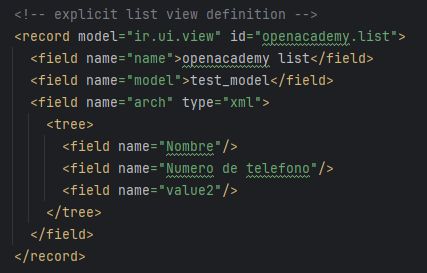 <!-- explicit list view definition -->
<record model="ir.ui.view" id="openacademy.list">
<field name="name">openacademy list</field>
<field name="model">test_model</field>
<field name="arch" type="xml">
<tree>
<field name="Nombre"/>
<field name="Numero de telefono"/>
<field name="value2"/>
</tree>
</field>
</record>